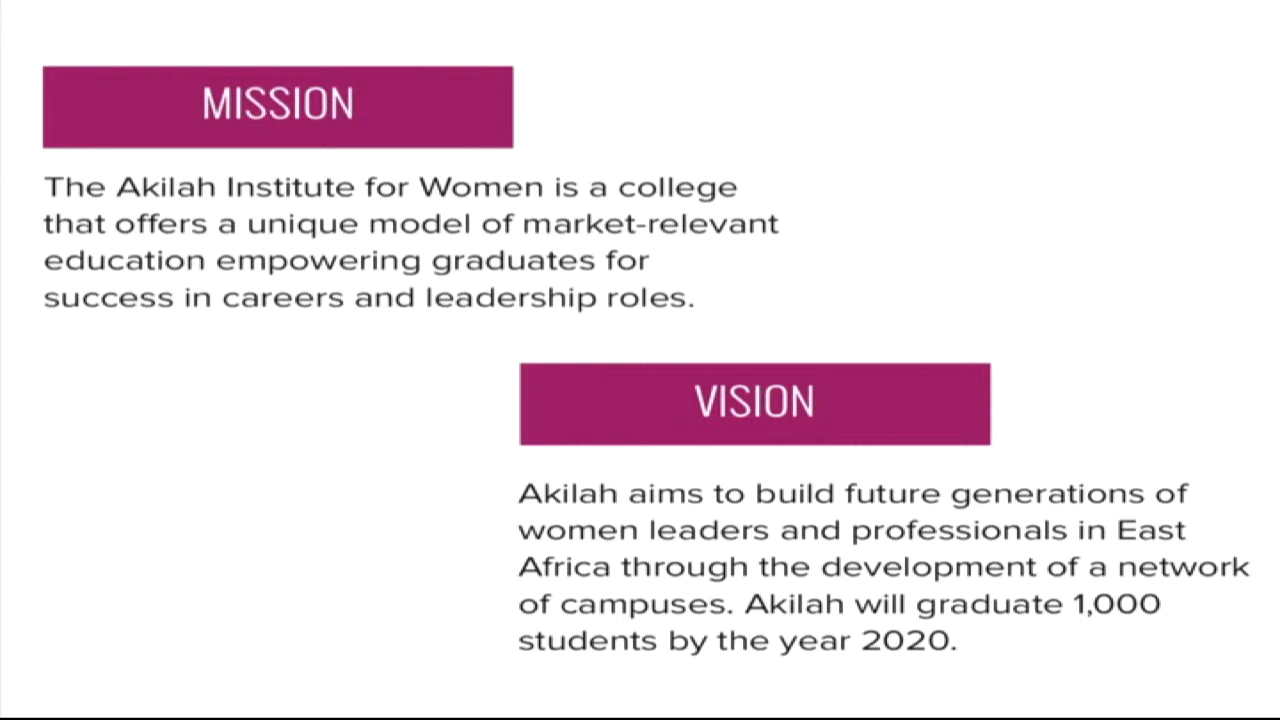 MISSION
The Akilah Institute for Women is a college
that offers a unique model of market-relevant
education empowering graduates for
success in careers and leadership roles.
VISION
Akilah aims to build future generations of
women leaders and professionals in East
Africa through the development of a network
of campuses. Akilah will graduate 1,000
students by the year 2020.